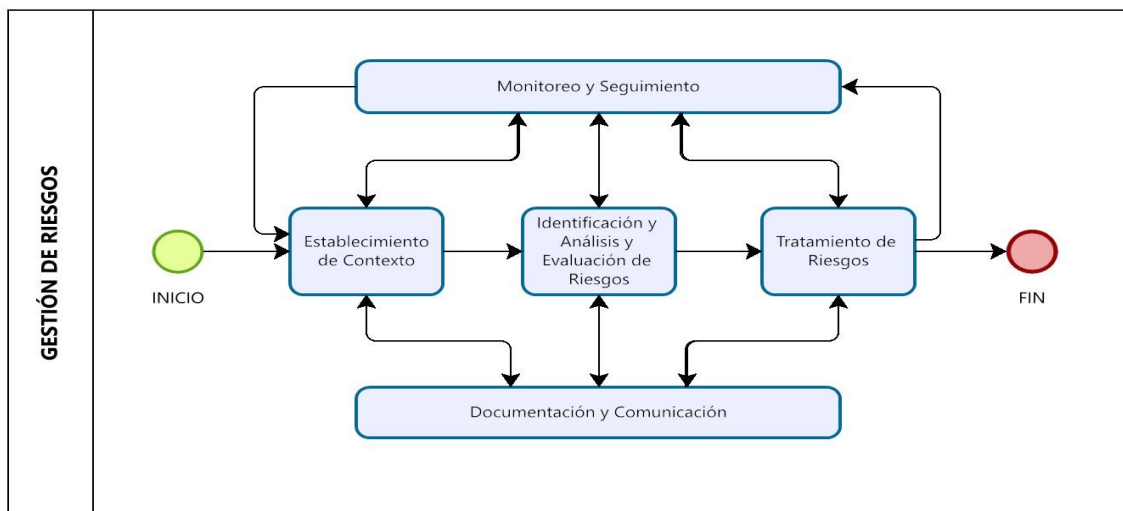 GESTIÓN DE RIESGOS
Monitoreo y Seguimiento
INICIO
Establecimiento
de Contexto
Identificación y
Análisis y
Evaluación de
Riesgos
Tratamiento de
Riesgos
FIN
Documentación y Comunicación